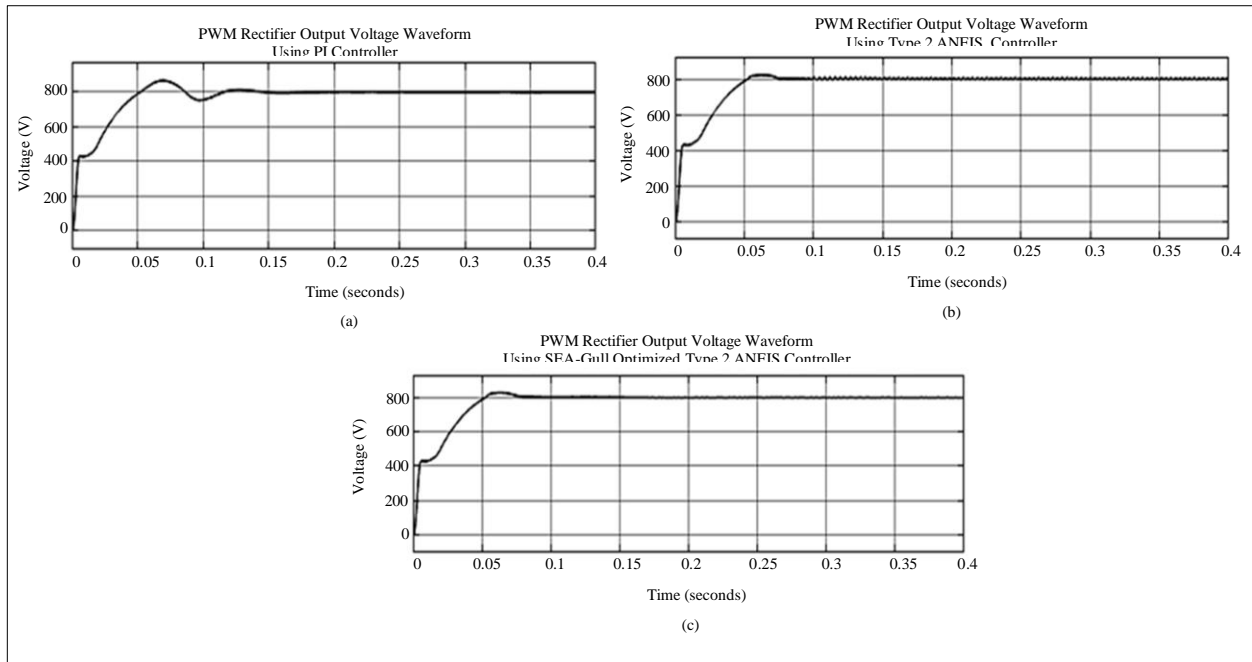 PWM Rectifier Output Voltage Waveform
Using PI Controller
Voltage (V)
800
600
400
200
0
0
0.05
0.1
0.15
0.2
0.25
0.3
0.35
0.4
Time (seconds)
(a)
PWM Rectifier Output Voltage Waveform
Using Type 2 ANFIS Controller
Voltage (V)
800
600
400
200
0
0
0.05
0.1
0.15
0.2
0.25
0.3
0.35
0.4
Time (seconds)
(b)
PWM Rectifier Output Voltage Waveform
Using SEA-Gull Optimized Type 2 ANFIS Controller
Voltage (V)
800
600
400
200
0
0
0.05
0.1
0.15
0.2
0.25
0.3
0.35
0.4
Time (seconds)
(c)